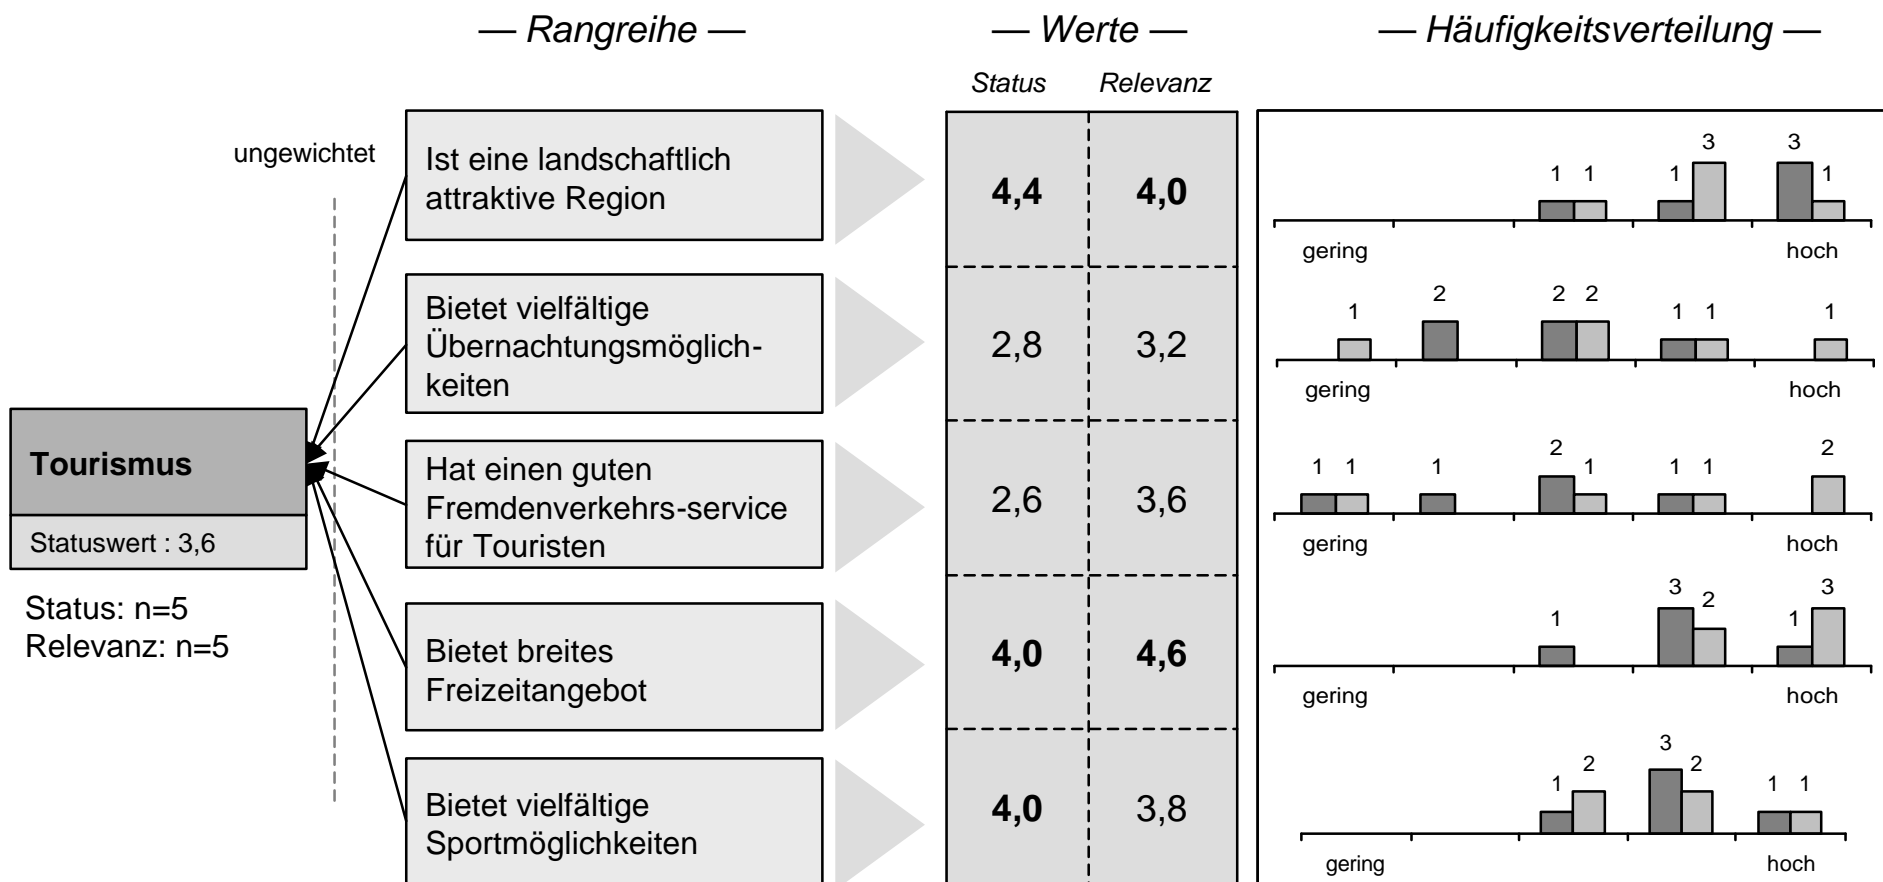 — Rangreihe —
— Werte —
— Häufigkeitsverteilung —
Status
Relevanz
ungewichtet
Ist eine landschaftlich
attraktive Region
4,4
4,0
1 1 1 3 3 1
gering
hoch
Bietet vielfältige
Übernachtungsmöglich-
keiten
2,8
3,2
1 2 2 2 1 1 1
gering
hoch
Tourismus
Statuswert : 3,6
Status: n=5
Relevanz: n=5
Hat einen guten
Fremdenverkehrs-service
für Touristen
2,6
3,6
1 1 1 2 1 1 1 2
gering
hoch
Bietet breites
Freizeitangebot
4,0
4,6
1 3 2 1 3
gering
hoch
Bietet vielfältige
Sportmöglichkeiten
4,0
3,8
1 2 3 2 1 1
gering
hoch